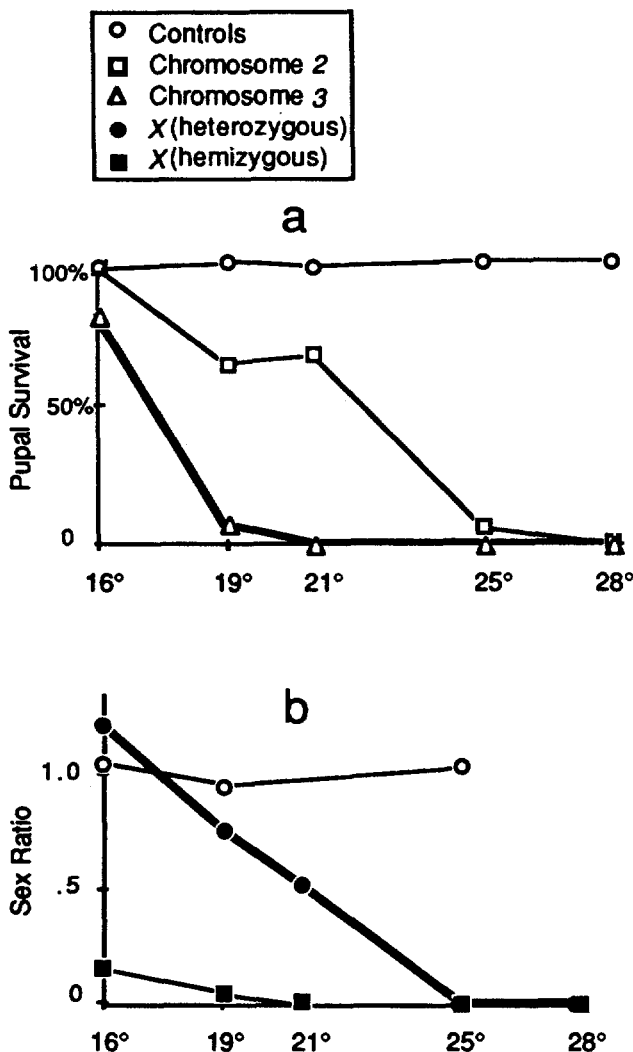 Controls
Chromosome 2
Chromosome 3
X (heterozygous)
X (hemizygous)
a
Pupal Survival
100%
50%
0
16° 19° 21° 25° 28°
b
Sex Ratio
1.0
.5
0
16° 19° 21° 25° 28°